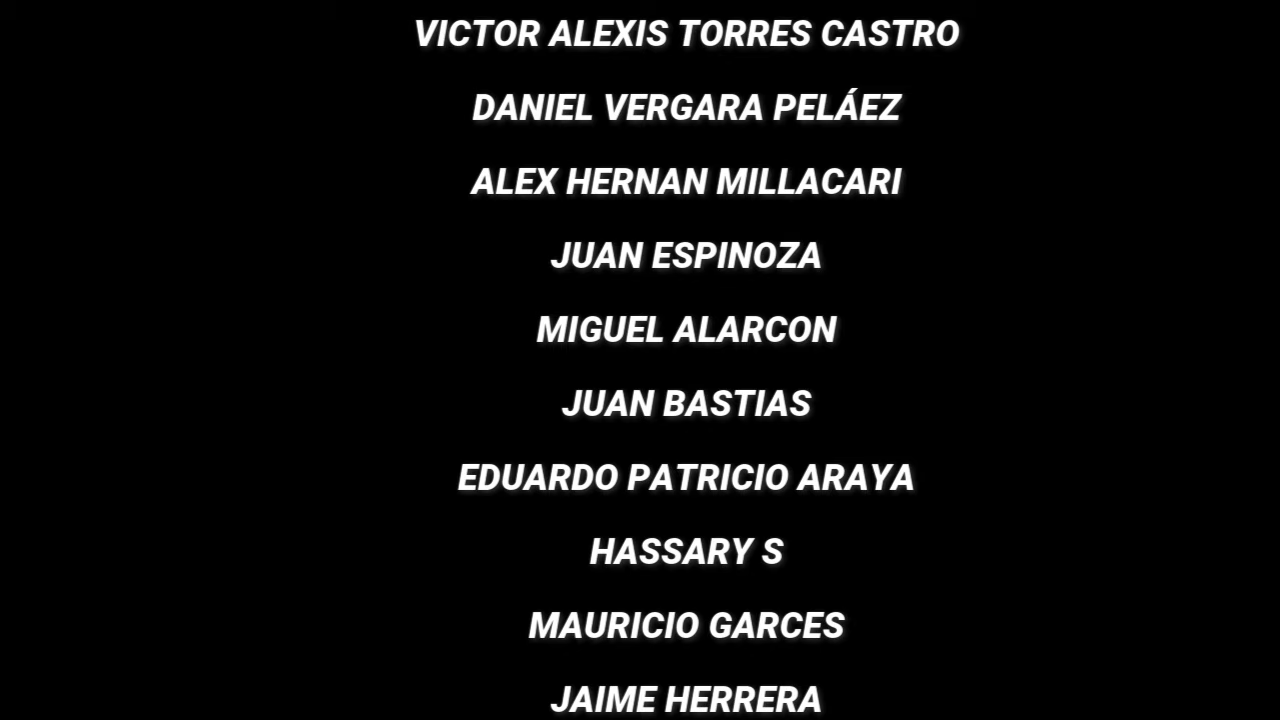 VICTOR ALEXIS TORRES CASTRO
DANIEL VERGARA PELÁEZ
ALEX HERNAN MILLACARI
JUAN ESPINOZA
MIGUEL ALARCON
JUAN BASTIAS
EDUARDO PATRICIO ARAYA
HASSARY S
MAURICIO GARCES
JAIME HERRERA